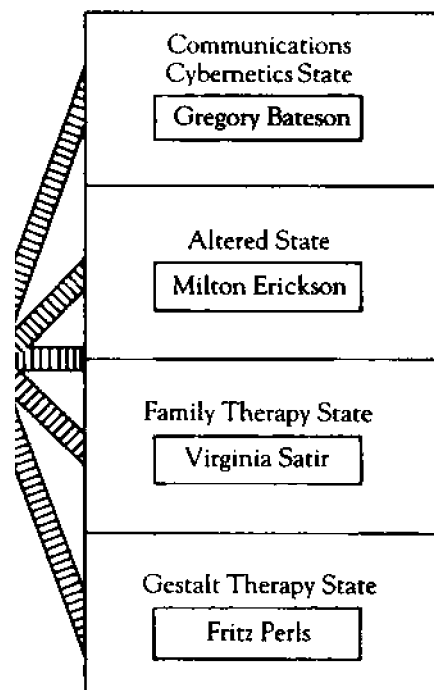 Communications
Cybernetics State
Gregory Bateson
Altered State
Milton Erickson
Family Therapy State
Virginia Satir
Gestalt Therapy State
Fritz Perls